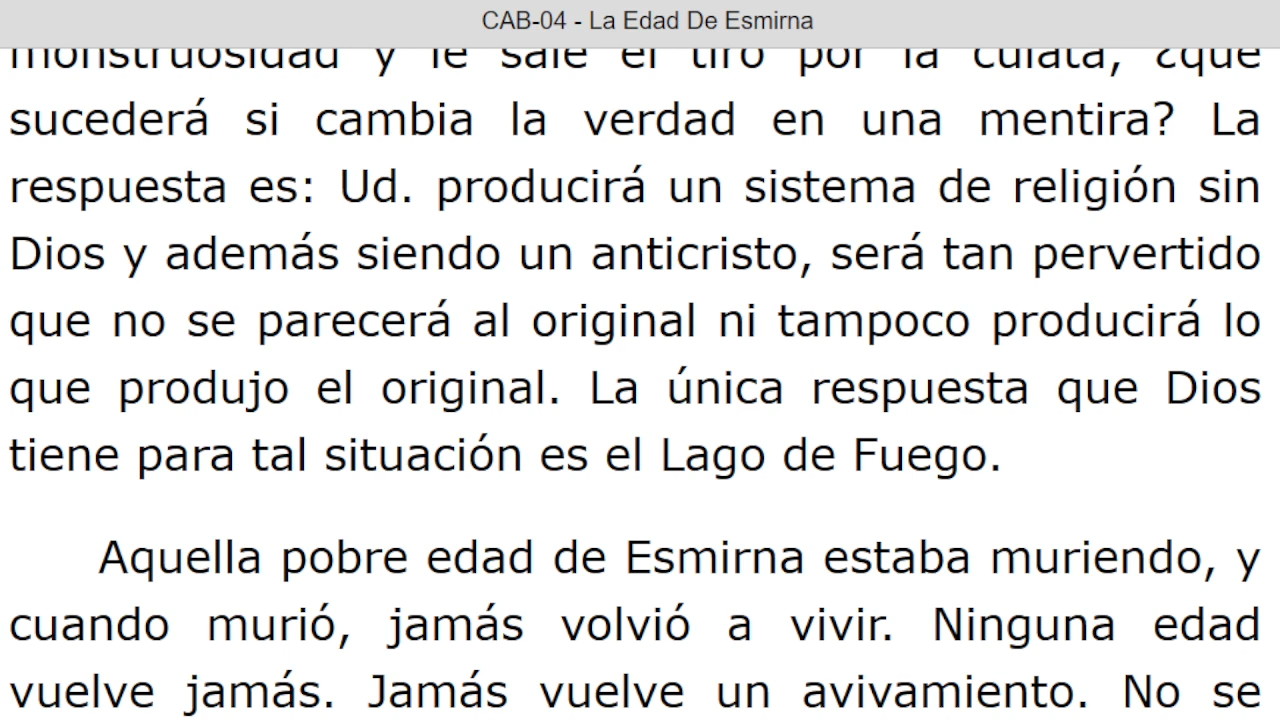 CAB-04 - La Edad De Esmirna
monstruosidad y le sale el tiro por la culata, ¿qué
sucederá si cambia la verdad en una mentira? La
respuesta es: Ud. producirá un sistema de religión sin
Dios y además siendo un anticristo, será tan pervertido
que no se parecerá al original ni tampoco producirá lo
que produjo el original. La única respuesta que Dios
tiene para tal situación es el Lago de Fuego.
Aquella pobre edad de Esmirna estaba muriendo, y
cuando murió, jamás volvió a vivir. Ninguna edad
vuelve jamás. Jamás vuelve un avivamiento. No se